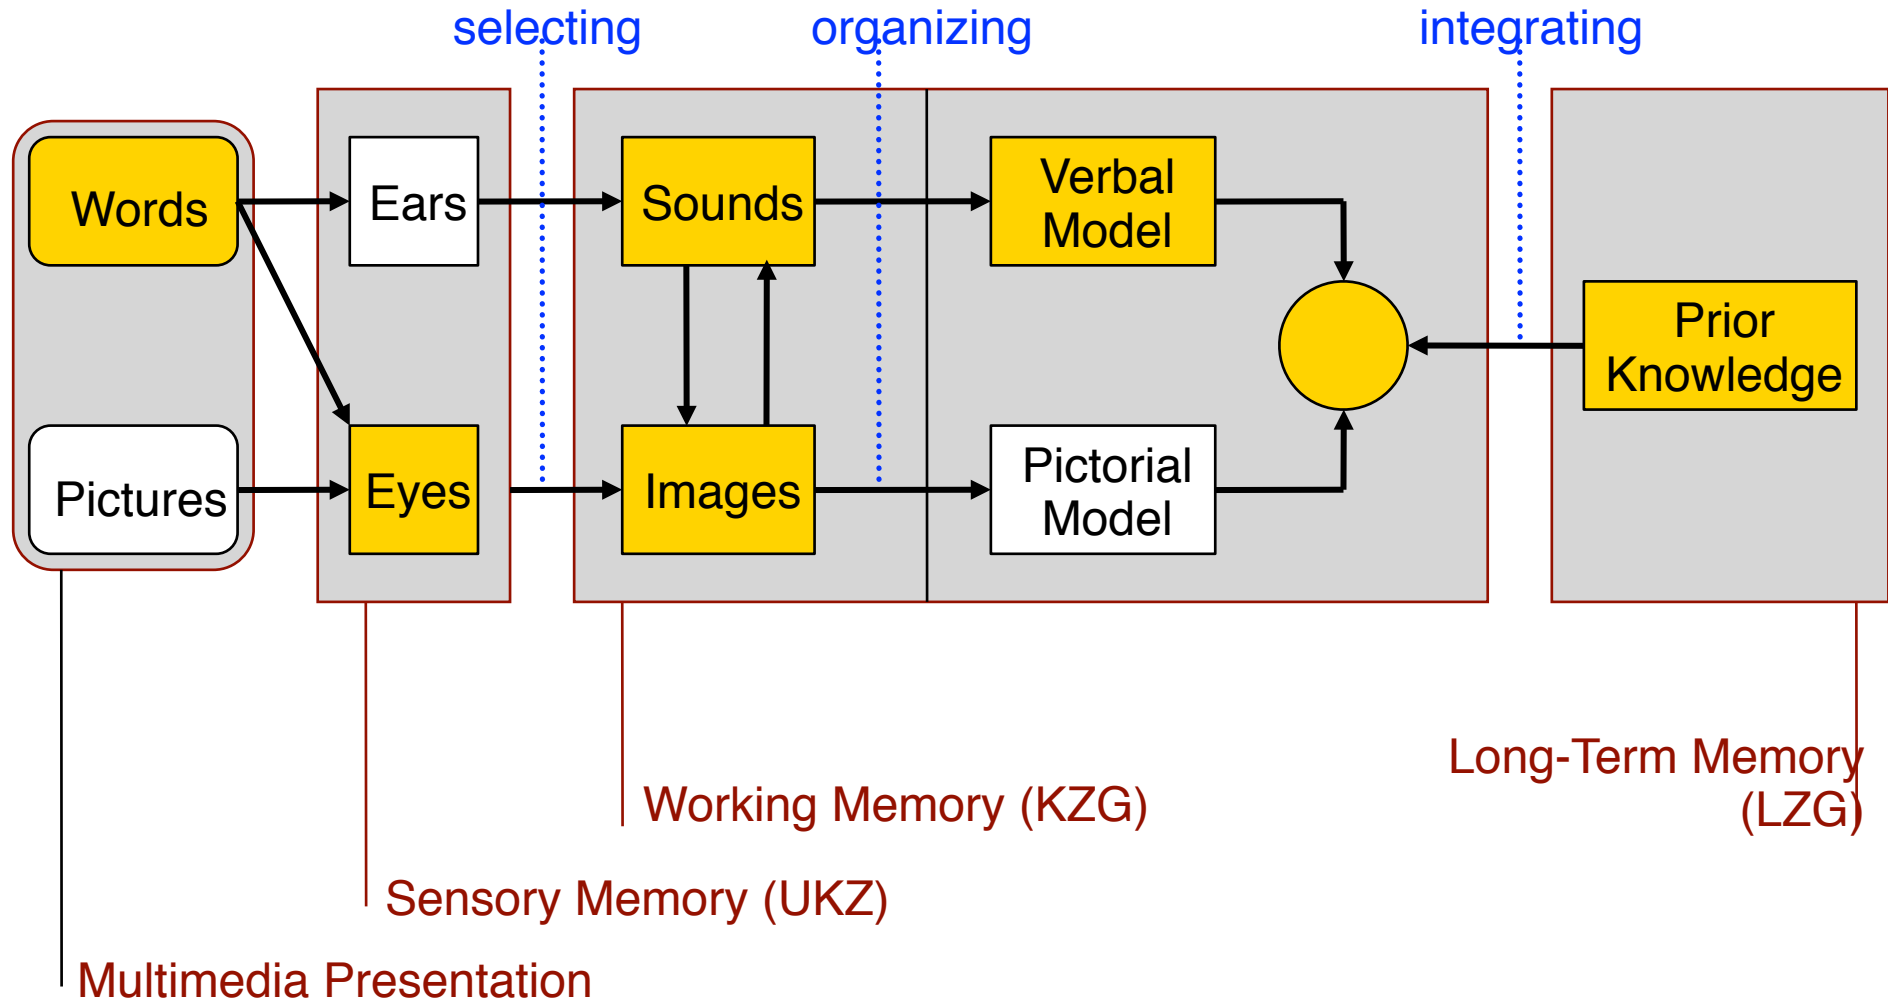 selecting
organizing
integrating
Words
Ears
Sounds
Verbal
Model
Prior
Knowledge
Pictures
Eyes
Images
Pictorial
Model
Long-Term Memory
(LZG)
Working Memory (KZG)
Sensory Memory (UKZ)
Multimedia Presentation